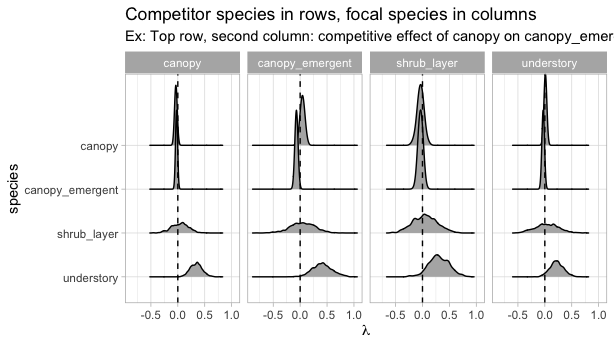 Competitor species in rows, focal species in columns
Ex: Top row, second column: competitive effect of canopy on canopy_emer
canopy canopy_emergent shrub_layer understory
species
canopy
canopy_emergent
shrub_layer
understory
-0.5 0.0 0.5 1.0 -0.5 0.0 0.5 1.0 -0.5 0.0 0.5 1.0 -0.5 0.0 0.5 1.0
λ